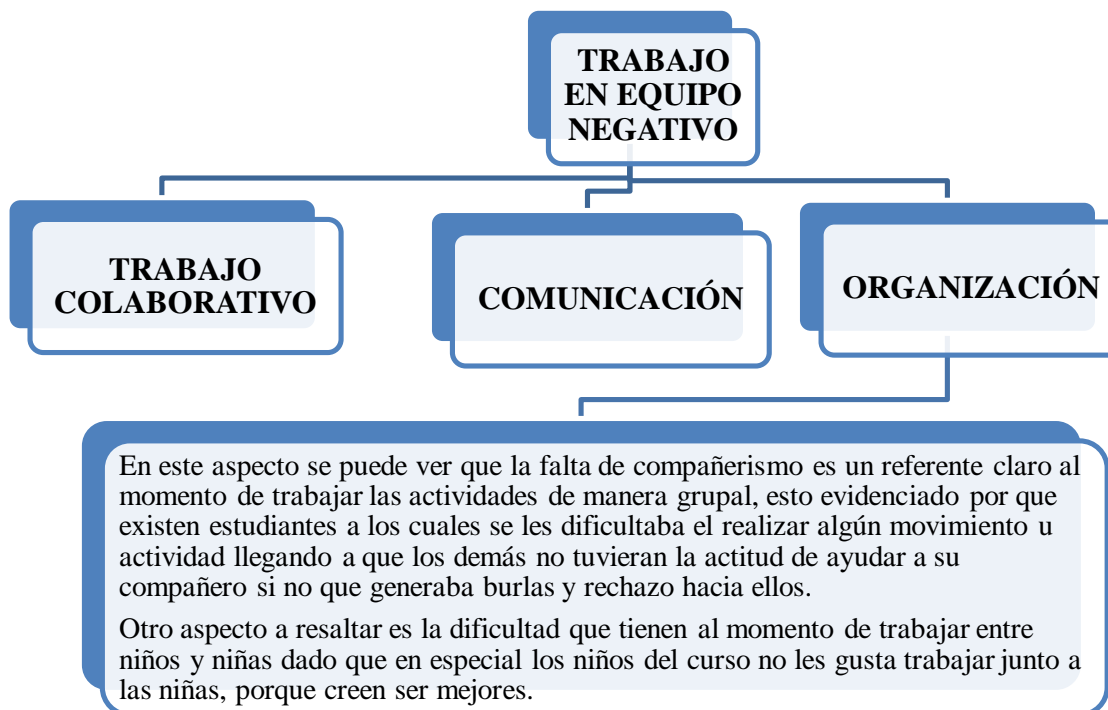 TRABAJO
EN EQUIPO
NEGATIVO
TRABAJO
COLABORATIVO
COMUNICACIÓN
ORGANIZACIÓN
En este aspecto se puede ver que la falta de compañerismo es un referente claro al
momento de trabajar las actividades de manera grupal, esto evidenciado por que
existen estudiantes a los cuales se les dificultaba el realizar algún movimiento u
actividad llegando a que los demás no tuvieran la actitud de ayudar a su
compañero si no que generaba burlas y rechazo hacia ellos.
Otro aspecto a resaltar es la dificultad que tienen al momento de trabajar entre
niños y niñas dado que en especial los niños del curso no les gusta trabajar junto a
las niñas, porque creen ser mejores.